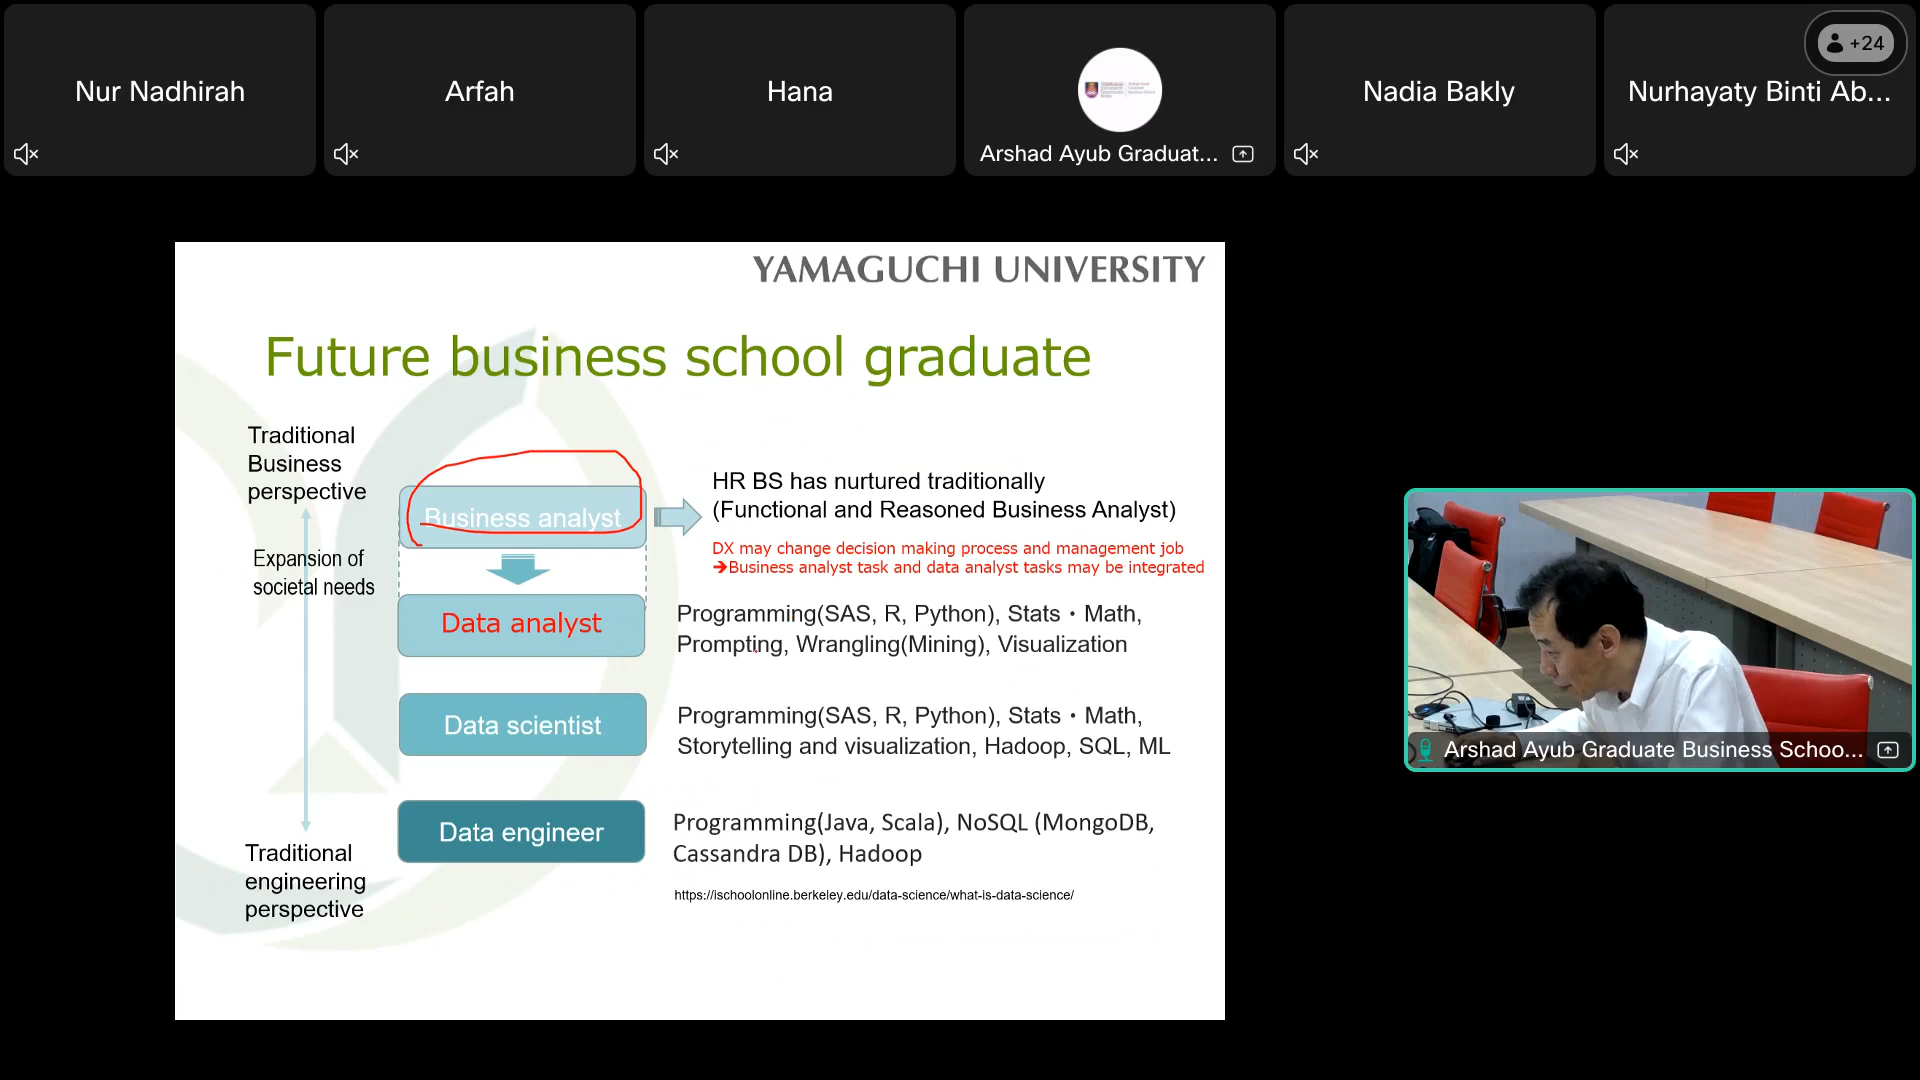 Nur Nadhirah
Arfah
Hana
Arshad Ayub Graduat...
Nadia Bakly
Nurhayaty Binti Ab...
+24
YAMAGUCHI UNIVERSITY
Future business school graduate
Traditional
Business
perspective
Expansion of
societal needs
Traditional
engineering
perspective
Business analyst
HR BS has nurtured traditionally
(Functional and Reasoned Business Analyst)
DX may change decision making process and management job
➔Business analyst task and data analyst tasks may be integrated
Data analyst
Programming(SAS, R, Python), Stats・Math,
Prompting, Wrangling(Mining), Visualization
Data scientist
Programming(SAS, R, Python), Stats・Math,
Storytelling and visualization, Hadoop, SQL, ML
Data engineer
Programming(Java, Scala), NoSQL (MongoDB,
Cassandra DB), Hadoop
https://ischoolonline.berkeley.edu/data-science/what-is-data-science/
Arshad Ayub Graduate Business Schoo...